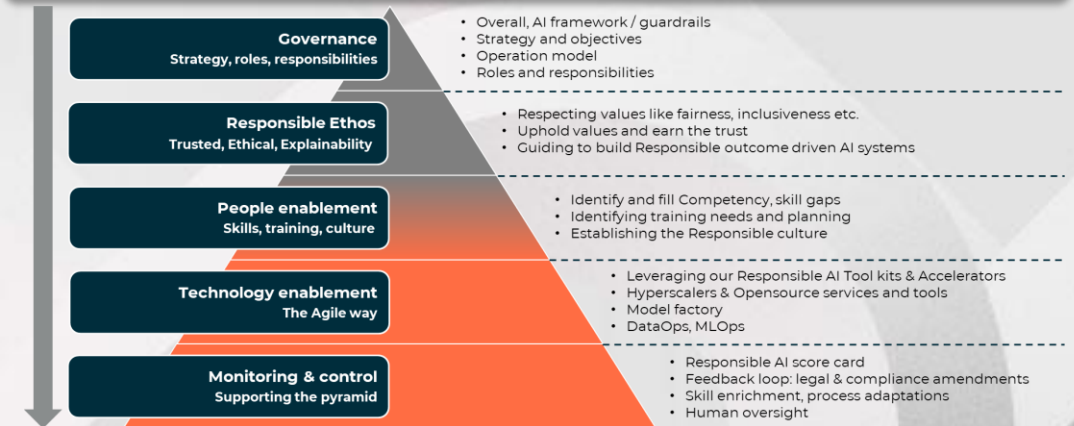 Governance
Strategy, roles, responsibilities
• Overall, AI framework / guardrails
• Strategy and objectives
• Operation model
• Roles and responsibilities
Responsible Ethos
Trusted, Ethical, Explainability
• Respecting values like fairness, inclusiveness etc.
• Uphold values and earn the trust
• Guiding to build Responsible outcome driven AI systems
People enablement
Skills, training, culture
• Identify and fill Competency, skill gaps
• Identifying training needs and planning
• Establishing the Responsible culture
Technology enablement
The Agile way
• Leveraging our Responsible AI Tool kits & Accelerators
• Hyperscalers & Opensource services and tools
• Model factory
• DataOps, MLOps
Monitoring & control
Supporting the pyramid
• Responsible AI score card
• Feedback loop: legal & compliance amendments
• Skill enrichment, process adaptations
• Human oversight